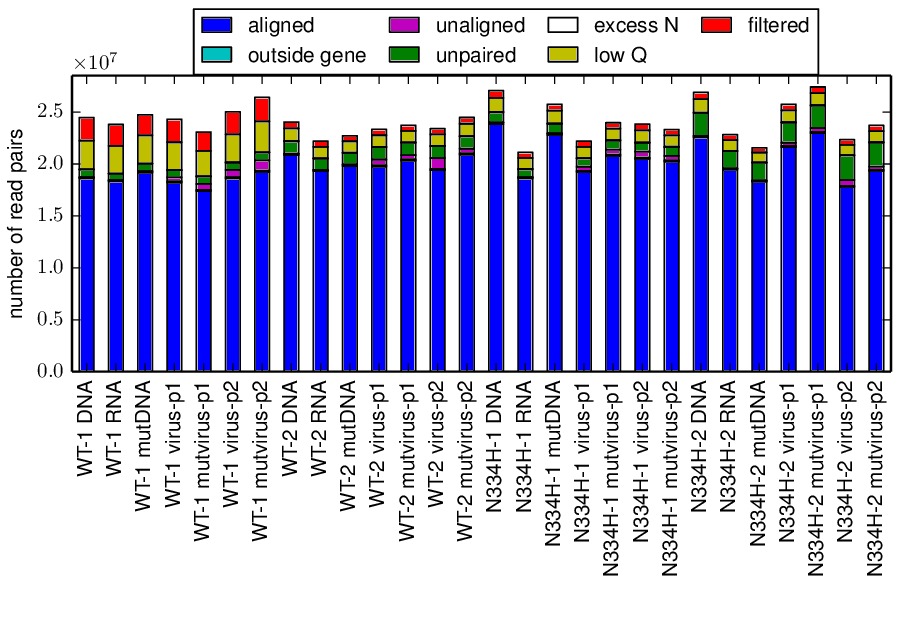 aligned unaligned excess N filtered
outside gene unpaired low Q
×10⁷
number of read pairs
2.5
2.0
1.5
1.0
0.5
0.0
WT-1 DNA
WT-1 RNA
WT-1 mutDNA
WT-1 virus-p1
WT-1 mutvirus-p1
WT-1 virus-p2
WT-1 mutvirus-p2
WT-2 DNA
WT-2 RNA
WT-2 mutDNA
WT-2 virus-p1
WT-2 mutvirus-p1
WT-2 virus-p2
WT-2 mutvirus-p2
N334H-1 DNA
N334H-1 RNA
N334H-1 mutDNA
N334H-1 virus-p1
N334H-1 mutvirus-p1
N334H-1 virus-p2
N334H-1 mutvirus-p2
N334H-2 DNA
N334H-2 RNA
N334H-2 mutDNA
N334H-2 virus-p1
N334H-2 mutvirus-p1
N334H-2 virus-p2
N334H-2 mutvirus-p2